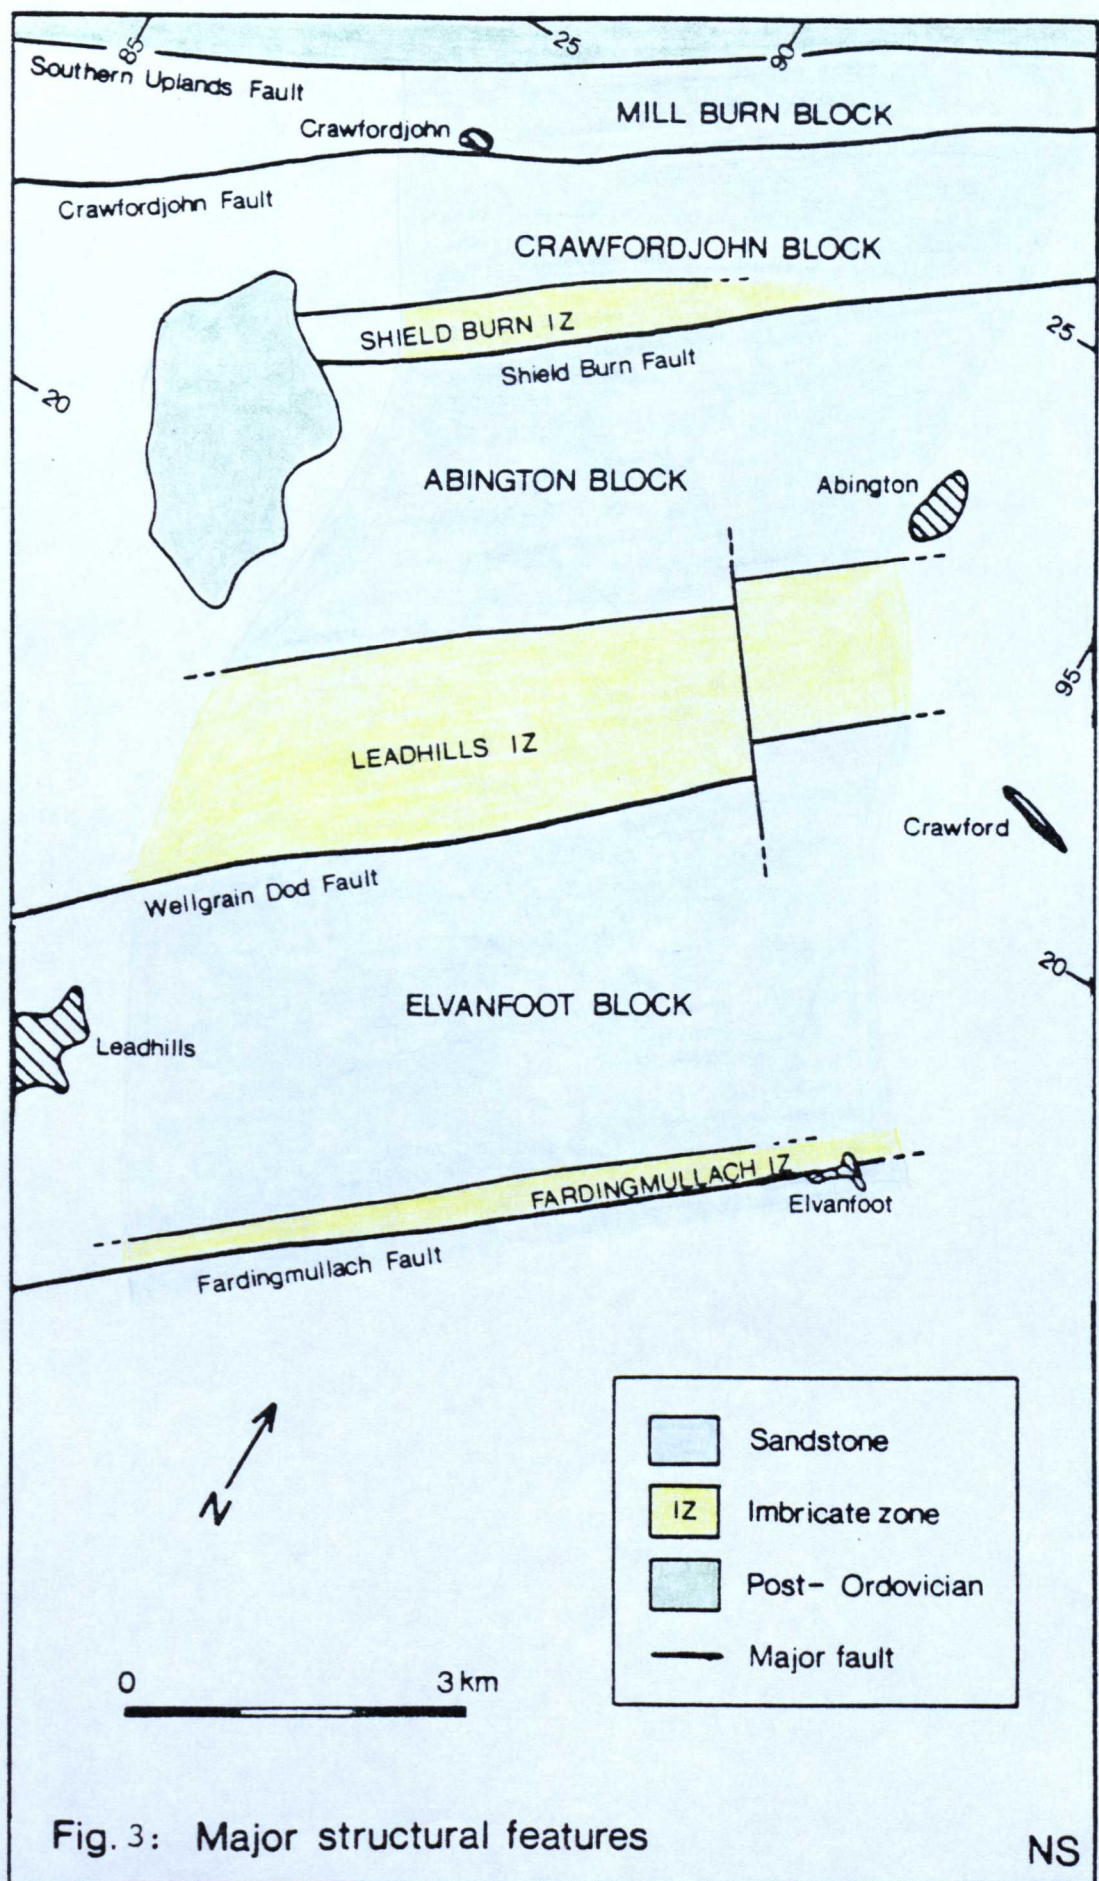 85
25
90
Southern Uplands Fault
MILL BURN BLOCK
Crawfordjohn
Crawfordjohn Fault
CRAWFORDJOHN BLOCK
SHIELD BURN IZ
Shield Burn Fault
25
20
ABINGTON BLOCK
Abington
95
LEADHILLS IZ
Crawford
Wellgrain Dod Fault
20
ELVANFOOT BLOCK
Leadhills
FARDINGMULLACH IZ
Elvanfoot
Fardingmullach Fault
N
Sandstone
IZ Imbricate zone
Post- Ordovician
Major fault
0 3 km
Fig. 3: Major structural features
NS